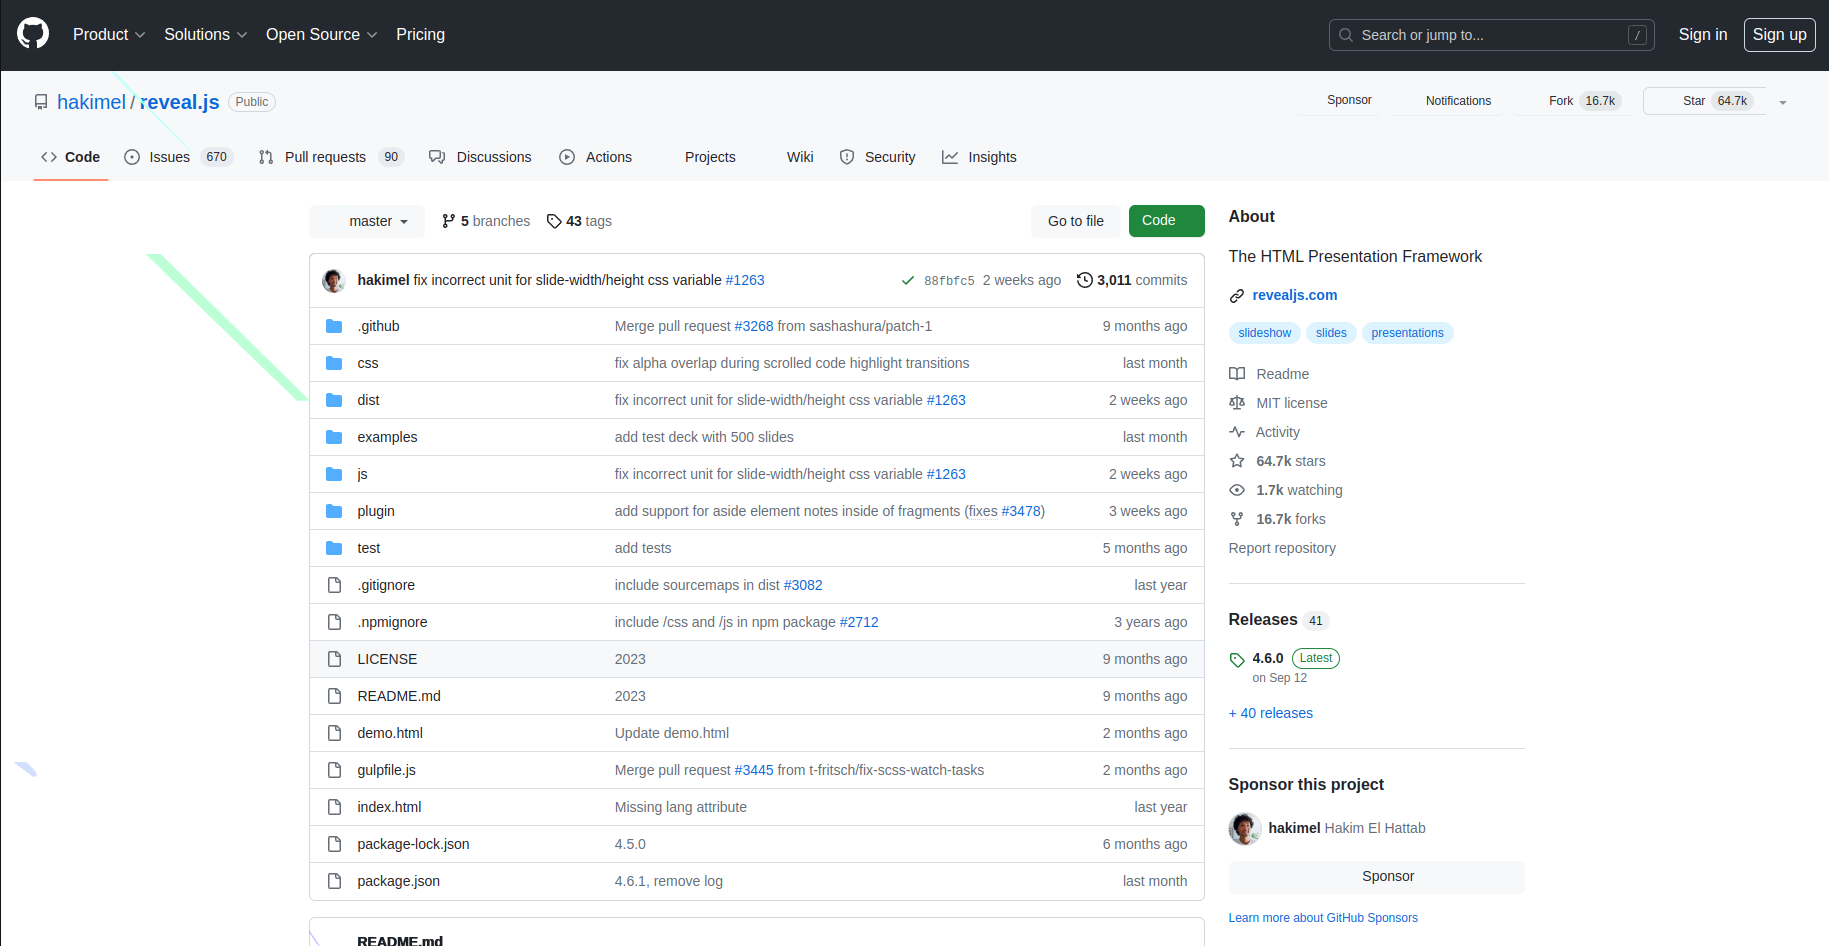 Product Solutions Open Source Pricing Search or jump to... / Sign in Sign up
hakimel / reveal.js Public Sponsor Notifications Fork 16.7k Star 64.7k
Code Issues 670 Pull requests 90 Discussions Actions Projects Wiki Security Insights
master 5 branches 43 tags Go to file Code
hakimel fix incorrect unit for slide-width/height css variable #1263 88fbfc5 2 weeks ago 3,011 commits
.github Merge pull request #3268 from sashashura/patch-1 9 months ago
css fix alpha overlap during scrolled code highlight transitions last month
dist fix incorrect unit for slide-width/height css variable #1263 2 weeks ago
examples add test deck with 500 slides last month
js fix incorrect unit for slide-width/height css variable #1263 2 weeks ago
plugin add support for aside element notes inside of fragments (fixes #3478) 3 weeks ago
test add tests 5 months ago
.gitignore include sourcemaps in dist #3082 last year
.npmignore include /css and /js in npm package #2712 3 years ago
LICENSE 2023 9 months ago
README.md 2023 9 months ago
demo.html Update demo.html 2 months ago
gulpfile.js Merge pull request #3445 from t-fritsch/fix-scss-watch-tasks 2 months ago
index.html Missing lang attribute last year
package-lock.json 4.5.0 6 months ago
package.json 4.6.1, remove log last month
README.md
About
The HTML Presentation Framework
revealjs.com
slideshow slides presentations
Readme
MIT license
Activity
64.7k stars
1.7k watching
16.7k forks
Report repository
Releases 41
4.6.0 Latest
on Sep 12
+ 40 releases
Sponsor this project
hakimel Hakim El Hattab
Sponsor
Learn more about GitHub Sponsors